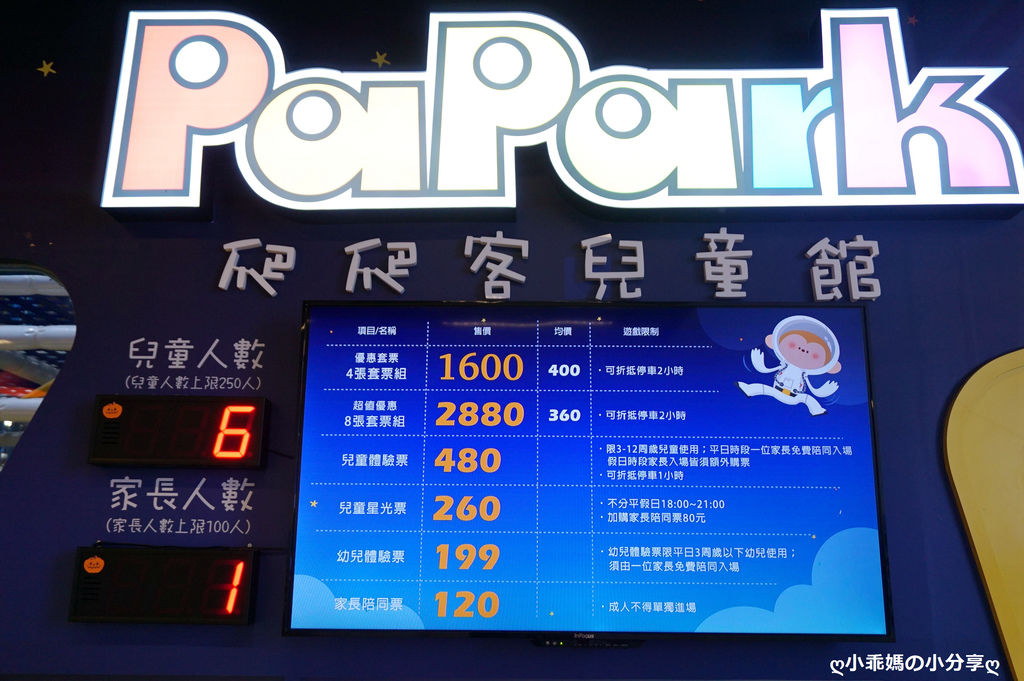 PaPark
爬爬客兒童館
兒童人數
(兒童人數上限250人)
6
家長人數
(家長人數上限100人)
1
項目/名稱 售價 均價 遊戲限制
優惠套票
4張套票組 1600 400 ·可折抵停車2小時
超值優惠
8張套票組 2880 360 ·可折抵停車2小時
兒童體驗票 480 ·限3-12周歲兒童使用；平日時段一位家長免費陪同入場
假日時段家長入場皆須額外購票
·可折抵停車1小時
兒童星光票 260 ·不分平假日18:00~21:00
·加購家長陪同票80元
幼兒體驗票 199 ·幼兒體驗票限平日3周歲以下幼兒使用；
須由一位家長免費陪同入場
家長陪同票 120 ·成人不得單獨進場
InFocus
ღ小乖媽の小分享ღ